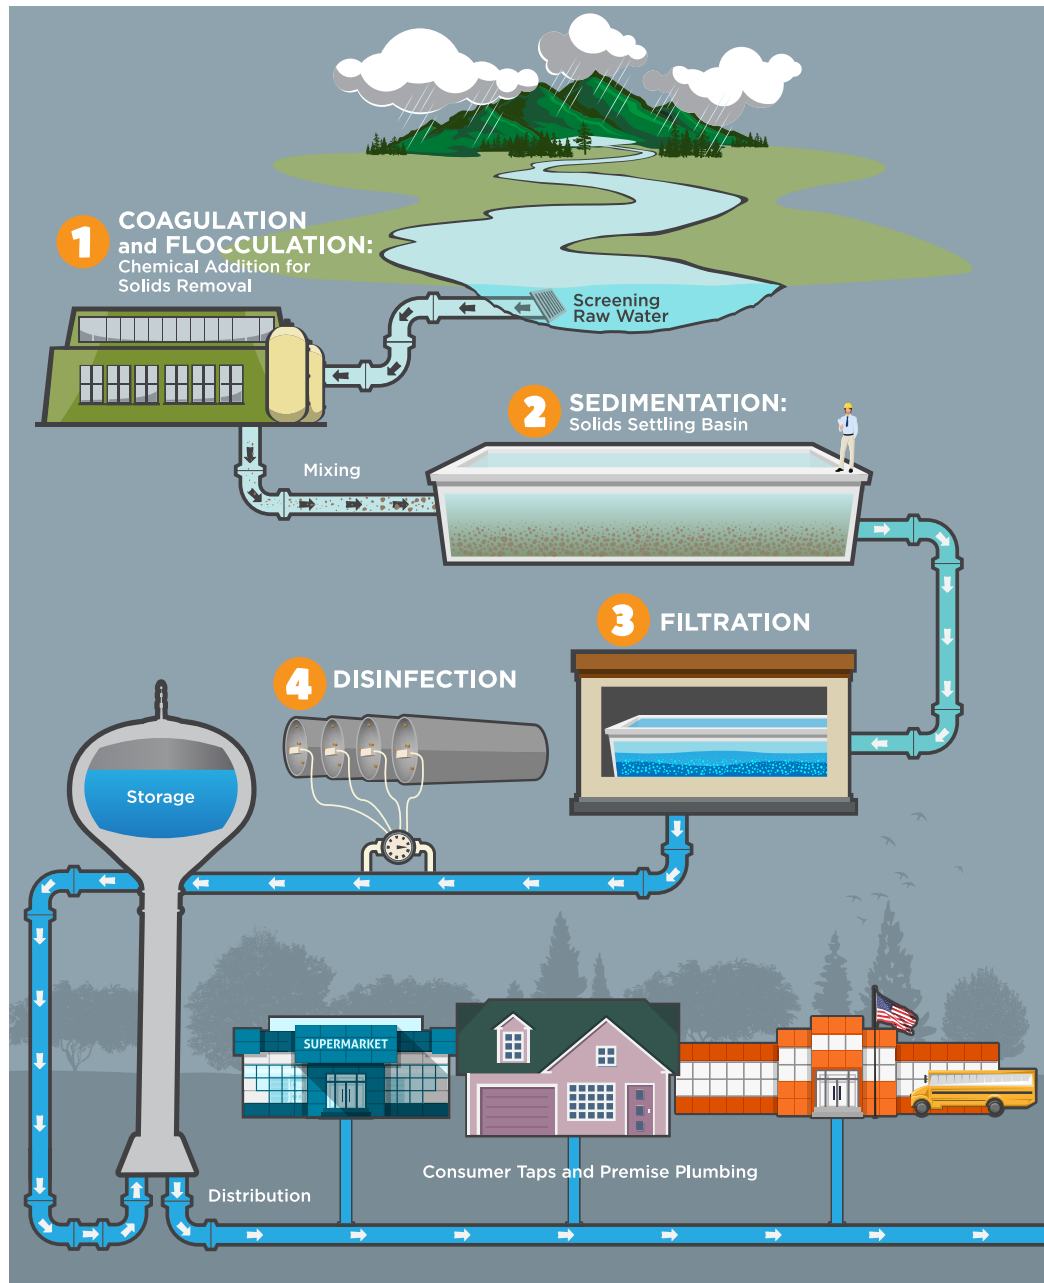 1
COAGULATION
and FLOCCULATION:
Chemical Addition for
Solids Removal
Screening
Raw Water
2
SEDIMENTATION:
Solids Settling Basin
Mixing
3
FILTRATION
4
DISINFECTION
Storage
SUPERMARKET
Consumer Taps and Premise Plumbing
Distribution